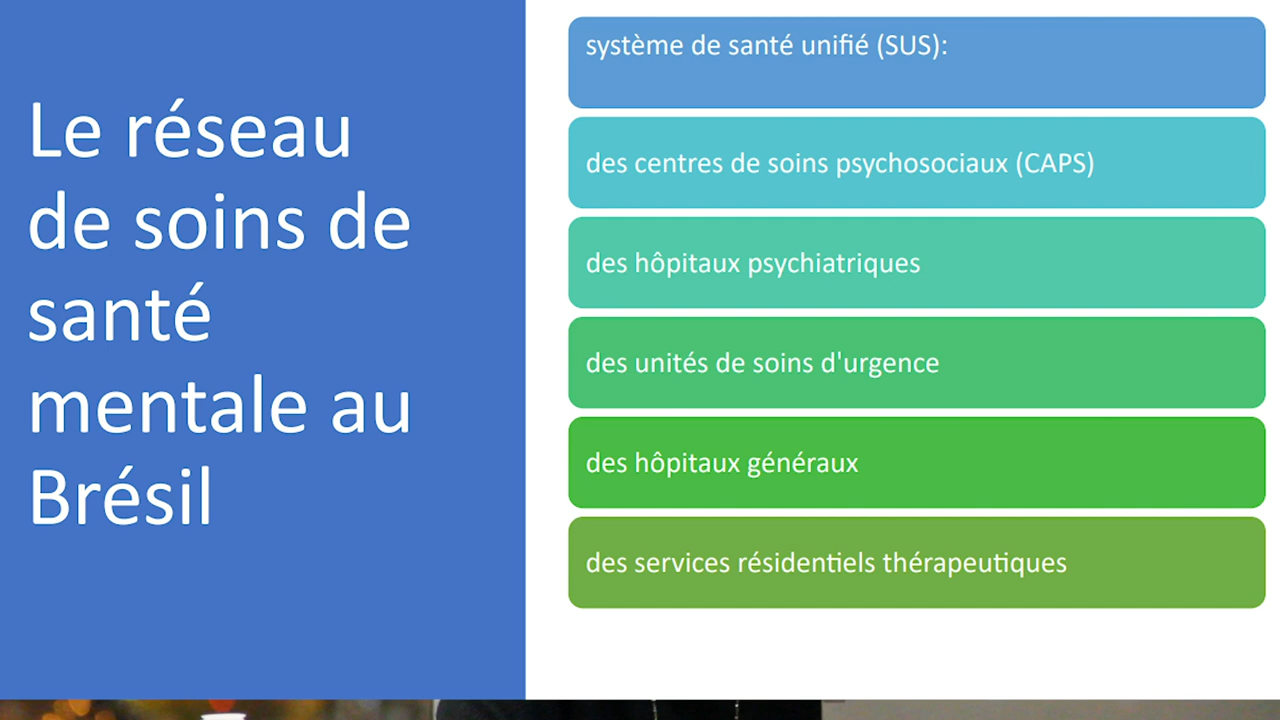 Le réseau
de soins de
santé
mentale au
Brésil
système de santé unifié (SUS):
des centres de soins psychosociaux (CAPS)
des hôpitaux psychiatriques
des unités de soins d'urgence
des hôpitaux généraux
des services résidentiels thérapeutiques